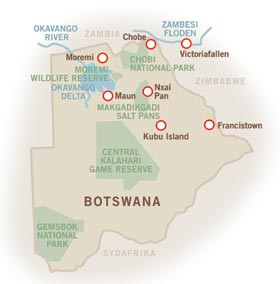 OKAVANGO
RIVER
ZAMBIA
ZAMBESI
FLODEN
Chobe
Victoriafallen
Moremi
MOREMI
WILDLIFE RESERVE
CHOBI
NATIONAL PARK
ZIMBABWE
OKAVANGO
DELTA
Maun
Nxai
Pan
MAKGADIKGADI
SALT PANS
Kubu Island
Francistown
CENTRAL
KALAHARI
GAME RESERVE
BOTSWANA
GEMSBOK
NATIONAL
PARK
SYDAFRIKA